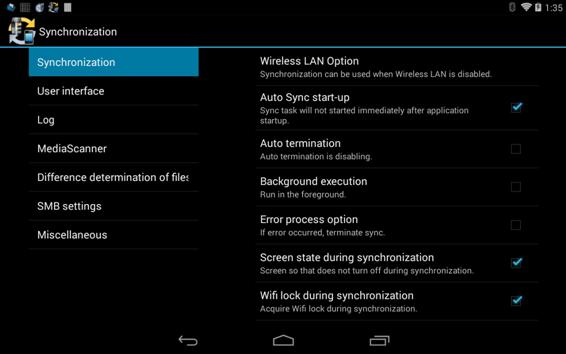 1:35
Synchronization
Synchronization
User interface
Log
MediaScanner
Difference determination of files
SMB settings
Miscellaneous
Wireless LAN Option
Synchronization can be used when Wireless LAN is disabled.
Auto Sync start-up
Sync task will not started immediately after application
startup.
Auto termination
Auto termination is disabling.
Background execution
Run in the foreground.
Error process option
If error occurred, terminate sync.
Screen state during synchronization
Screen so that does not turn off during synchronization.
Wifi lock during synchronization
Acquire Wifi lock during synchronization.